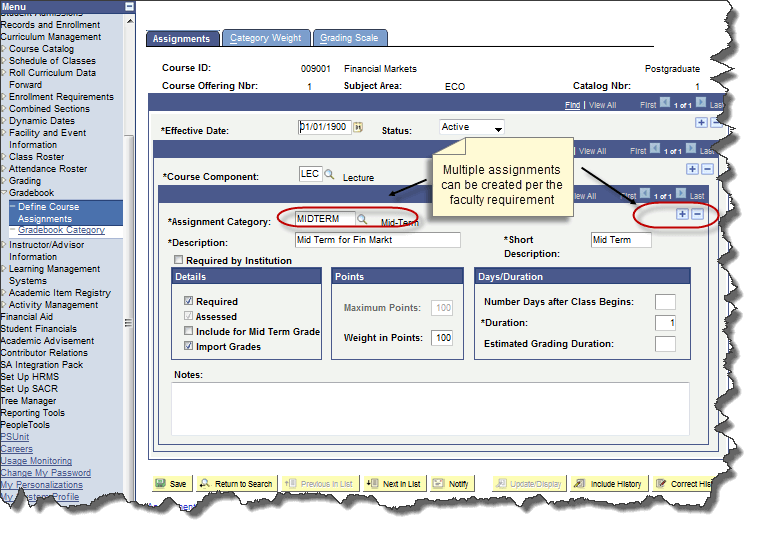 Menu
Student Admissions
Records and Enrollment
Curriculum Management
Course Catalog
Schedule of Classes
Roll Curriculum Data
Forward
Enrollment Requirements
Combined Sections
Dynamic Dates
Facility and Event
Information
Class Roster
Attendance Roster
Grading
Gradebook
Define Course
Assignments
Gradebook Category
Instructor/Advisor
Information
Learning Management
Systems
Academic Item Registry
Activity Management
Financial Aid
Student Financials
Academic Advisement
Contributor Relations
SA Integration Pack
Set Up HRMS
Set Up SACR
Tree Manager
Reporting Tools
PeopleTools
PSUnit
Careers
Usage Monitoring
Change My Password
My Personalizations
My System Profile
Assignments Category Weight Grading Scale
Course ID: 009001 Financial Markets Postgraduate
Course Offering Nbr: 1 Subject Area: ECO Catalog Nbr: 1
Find | View All First 1 of 1 Last
*Effective Date: 01/01/1900 Status: Active
View All First 1 of 1 Last
*Course Component: LEC Lecture
View All First 1 of 1 Last
Multiple assignments
can be created per the
faculty requirement
*Assignment Category: MIDTERM Mid-Term
*Description: Mid Term for Fin Markt *Short
Description: Mid Term
Required by Institution
Details
Required
Assessed
Include for Mid Term Grade
Import Grades
Points
Maximum Points: 100
Weight in Points: 100
Days/Duration
Number Days after Class Begins:
*Duration: 1
Estimated Grading Duration:
Notes:
Save Return to Search Previous in List Next in List Notify Update/Display Include History Correct